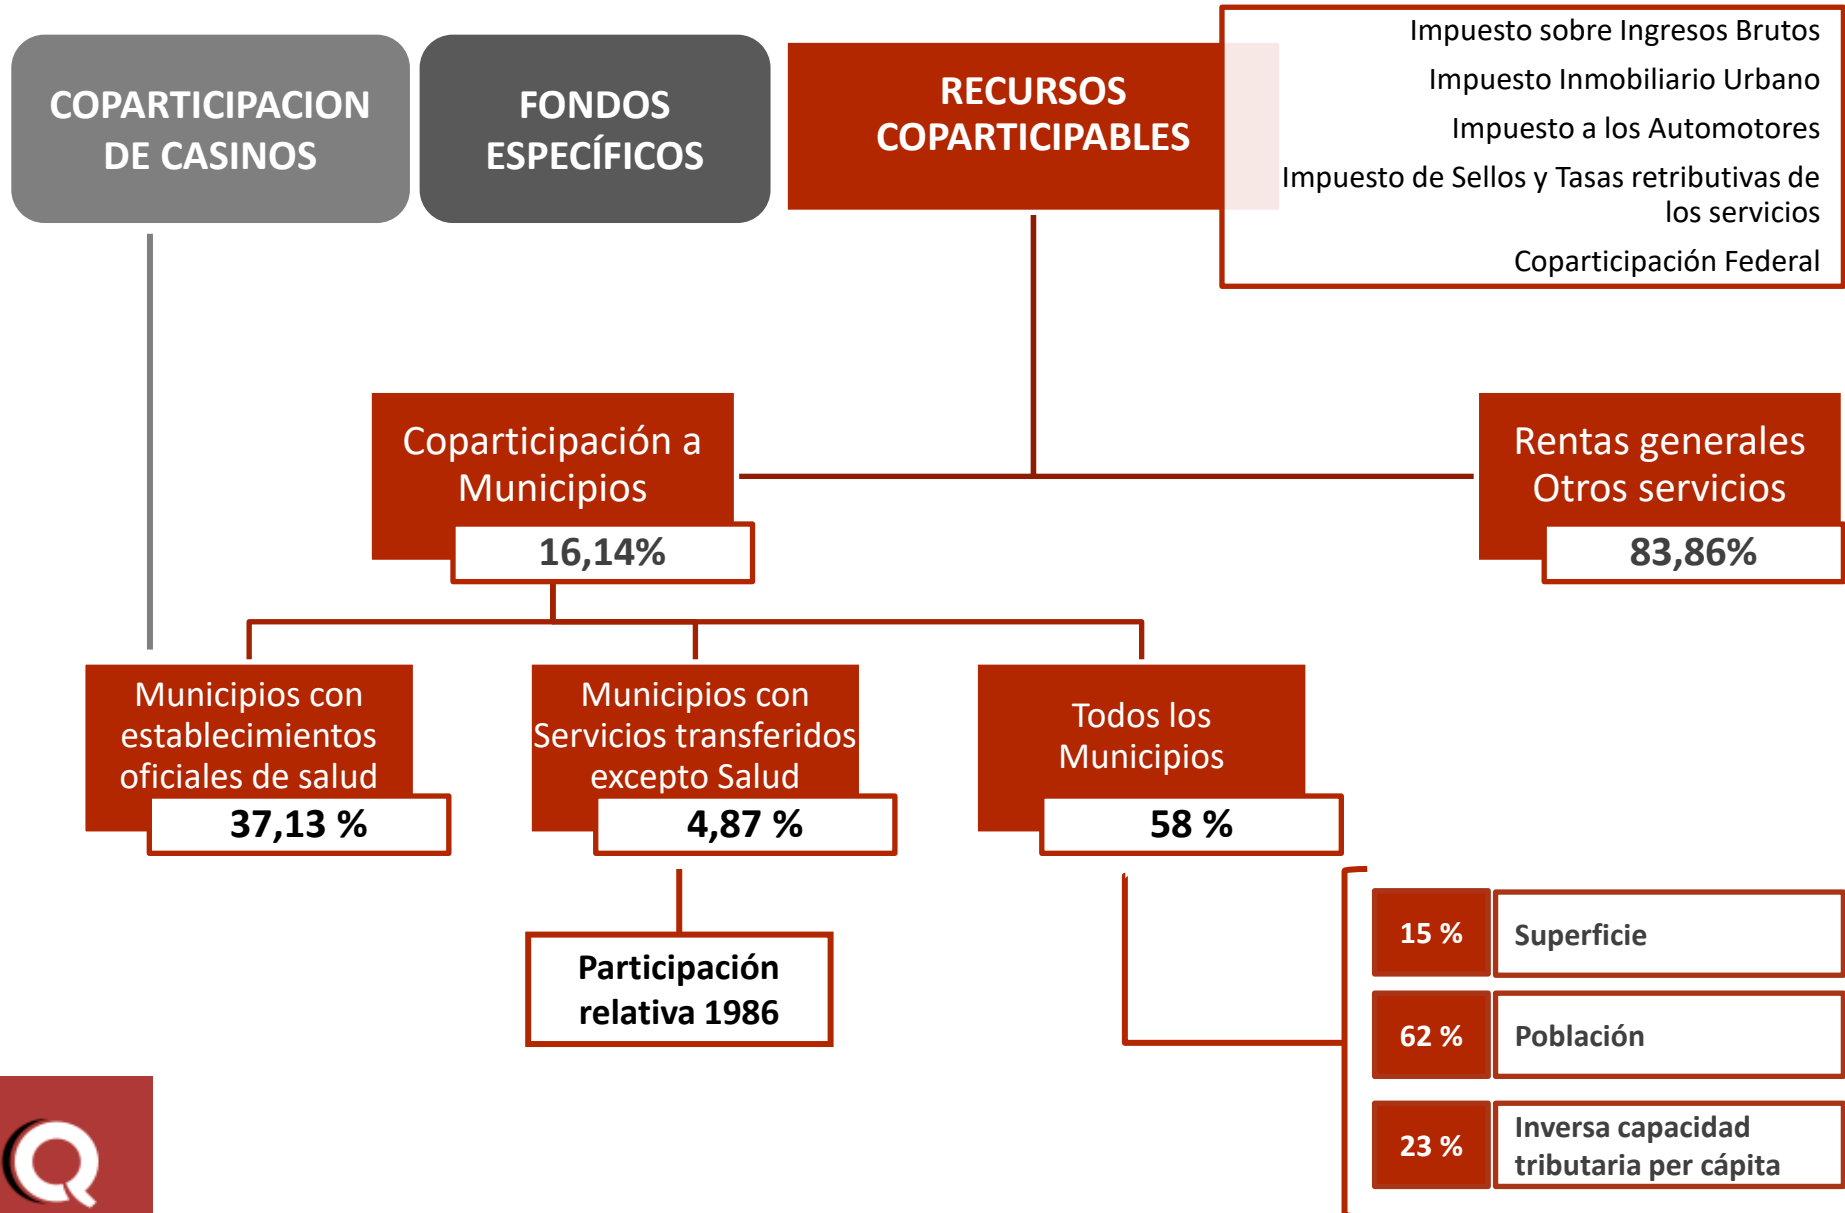 COPARTICIPACION
DE CASINOS
FONDOS
ESPECÍFICOS
RECURSOS
COPARTICIPABLES
Impuesto sobre Ingresos Brutos
Impuesto Inmobiliario Urbano
Impuesto a los Automotores
Impuesto de Sellos y Tasas retributivas de
los servicios
Coparticipación Federal
Coparticipación a
Municipios
16,14%
Rentas generales
Otros servicios
83,86%
Municipios con
establecimientos
oficiales de salud
37,13 %
Municipios con
Servicios transferidos
excepto Salud
4,87 %
Todos los
Municipios
58 %
Participación
relativa 1986
15 %
Superficie
62 %
Población
23 %
Inversa capacidad
tributaria per cápita
Q